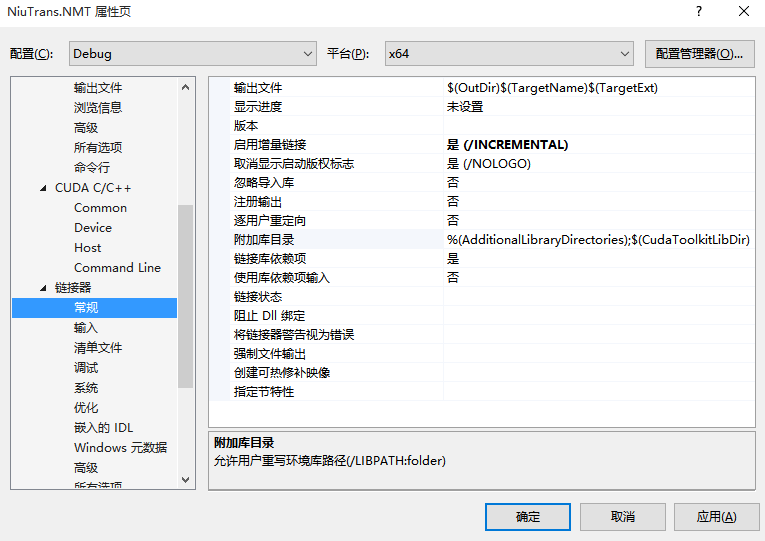 NiuTrans.NMT 属性页
?
配置(C): Debug 平台(P): x64 配置管理器(O)...
输出文件
浏览信息
高级
所有选项
命令行
CUDA C/C++
Common
Device
Host
Command Line
链接器
常规
输入
清单文件
调试
系统
优化
嵌入的 IDL
Windows 元数据
高级
所有选项
输出文件 $(OutDir)$(TargetName)$(TargetExt)
显示进度 未设置
版本
启用增量链接 是 (/INCREMENTAL)
取消显示启动版权标志 是 (/NOLOGO)
忽略导入库 否
注册输出 否
逐用户重定向 否
附加库目录 %(AdditionalLibraryDirectories);$(CudaToolkitLibDir)
链接库依赖项 是
使用库依赖项输入 否
链接状态
阻止 Dll 绑定
将链接器警告视为错误
强制文件输出
创建可热修补映像
指定节特性
附加库目录
允许用户重写环境库路径(/LIBPATH:folder)
确定 取消 应用(A)